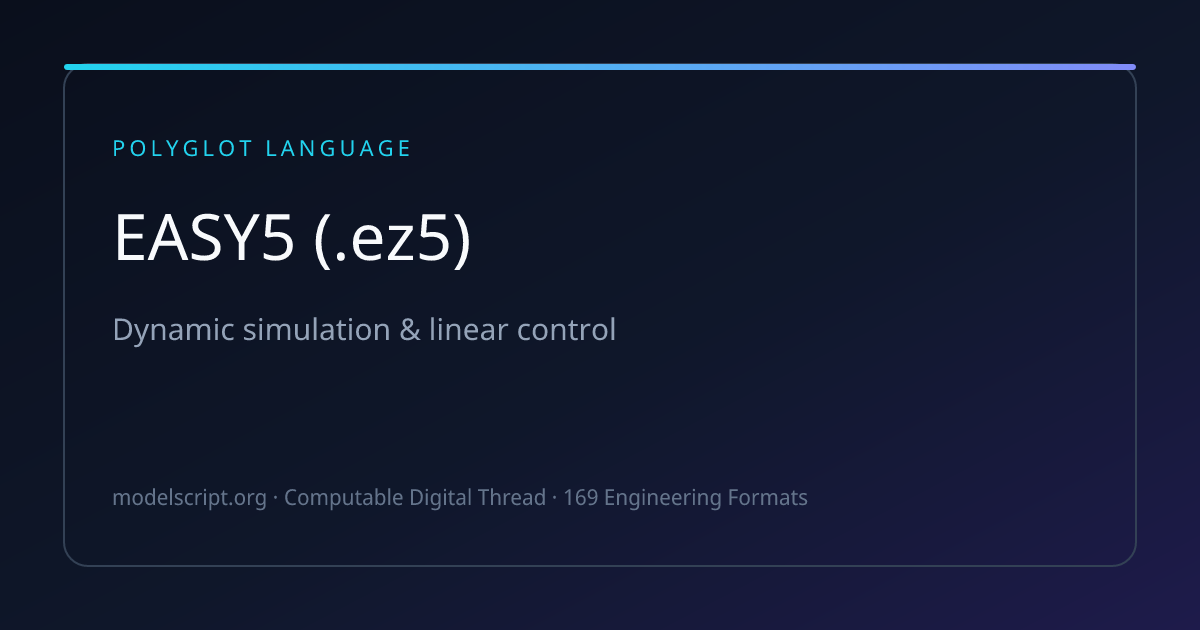 POLYGLOT LANGUAGE
EASY5 (.ez5)
Dynamic simulation & linear control
modelscript.org · Computable Digital Thread · 169 Engineering Formats